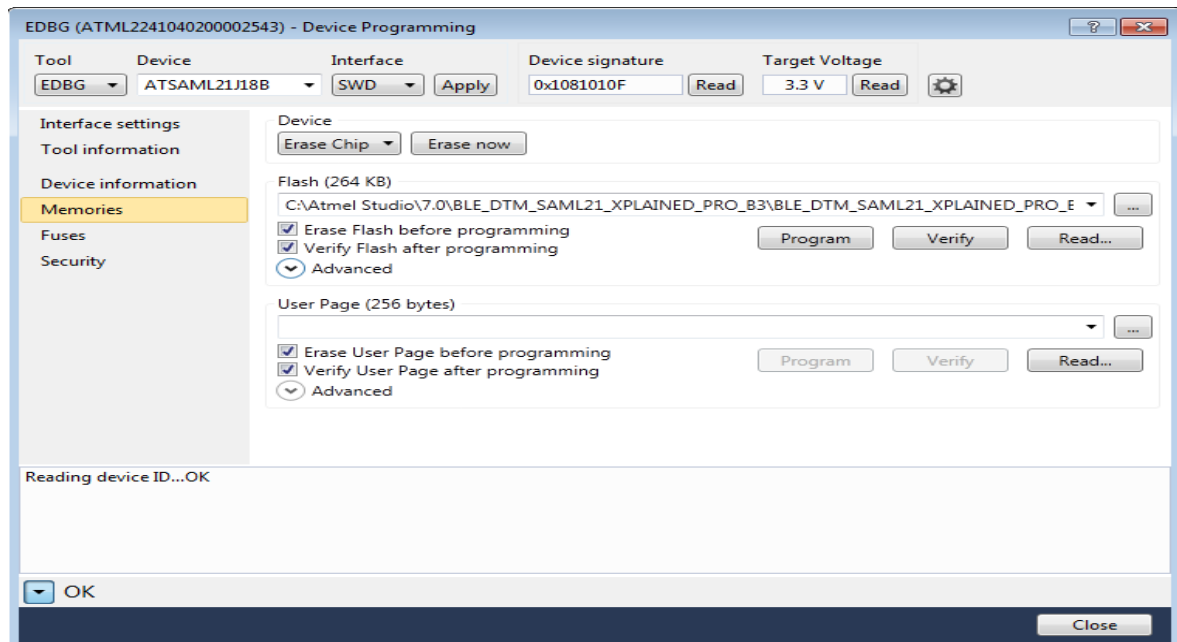 EDBG (ATML2241040200002543) - Device Programming
Tool Device Interface Device signature Target Voltage
EDBG ATSAML21J18B SWD Apply 0x1081010F Read 3.3 V Read
Interface settings
Tool information
Device information
Memories
Fuses
Security
Device
Erase Chip Erase now
Flash (264 KB)
C:\Atmel Studio\7.0\BLE_DTM_SAML21_XPLAINED_PRO_B3\BLE_DTM_SAML21_XPLAINED_PRO_E ...
Erase Flash before programming
Verify Flash after programming
Program Verify Read...
Advanced
User Page (256 bytes)
...
Erase User Page before programming
Verify User Page after programming
Program Verify Read...
Advanced
Reading device ID...OK
OK
Close